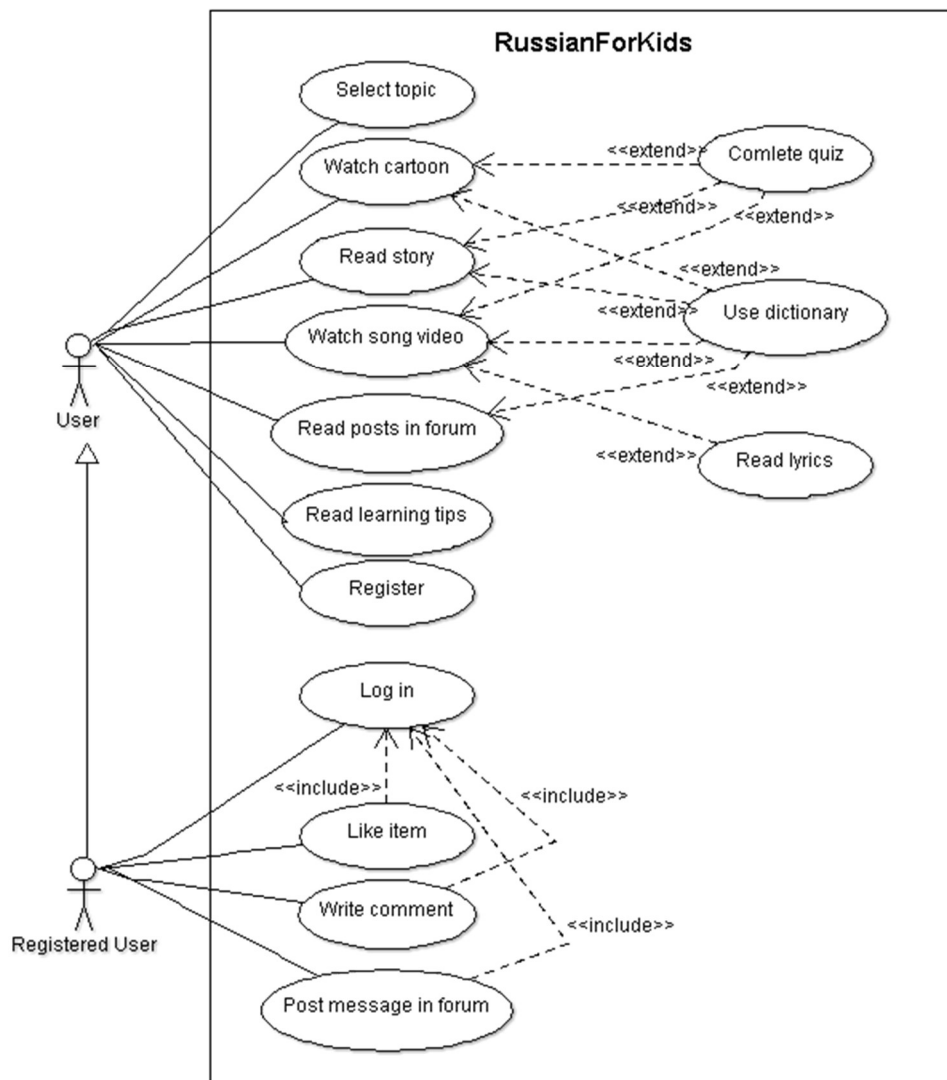 RussianForKids
Select topic
Watch cartoon
<<extend>>
Comlete quiz
<<extend>>
<<extend>>
Read story
<<extend>>
Use dictionary
<<extend>>
Watch song video
<<extend>>
<<extend>>
User
Read posts in forum
<<extend>>
Read lyrics
Read learning tips
Register
Log in
<<include>>
<<include>>
Like item
Write comment
<<include>>
Registered User
Post message in forum